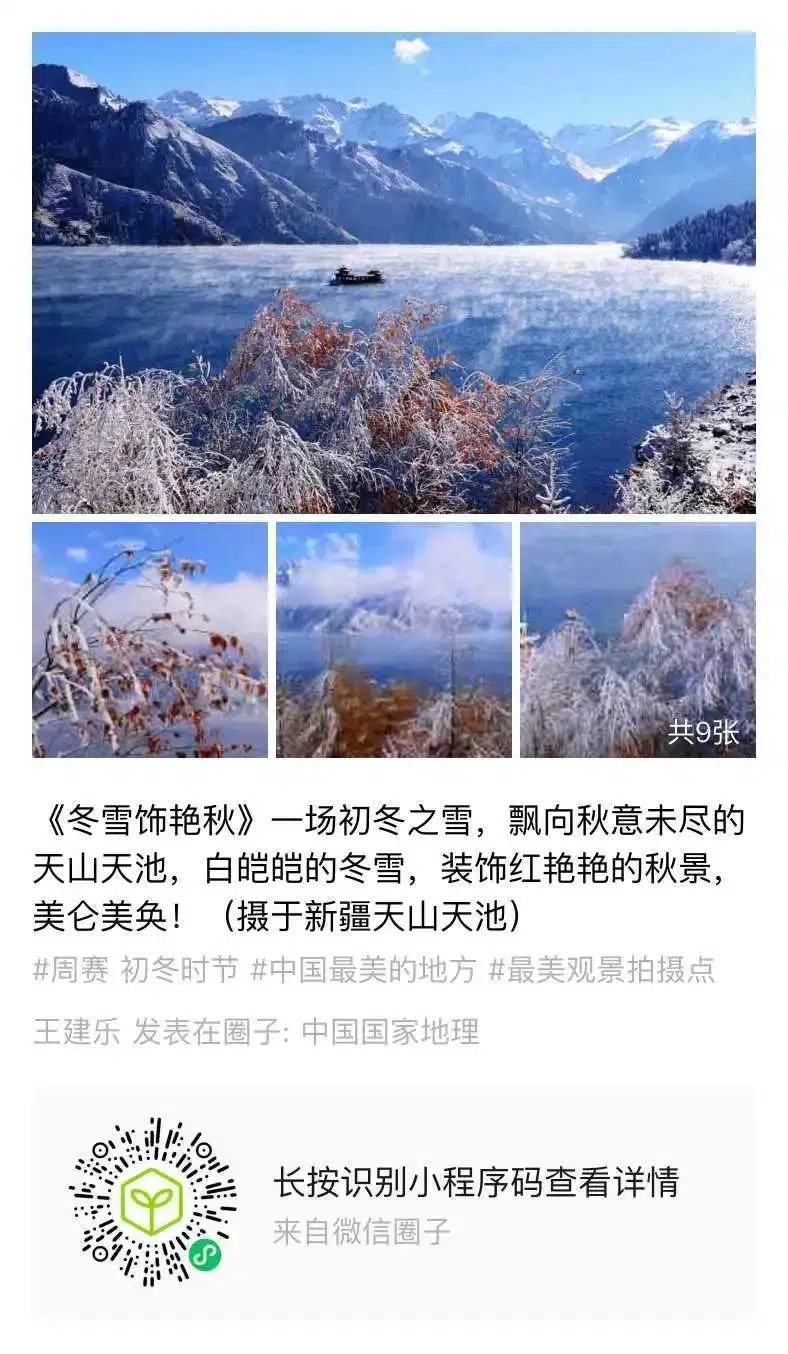 共9张
《冬雪饰艳秋》一场初冬之雪，飘向秋意未尽的
天山天池，白皑皑的冬雪，装饰红艳艳的秋景，
美仑美奂！（摄于新疆天山天池）
#周赛 初冬时节 #中国最美的地方 #最美观景拍摄点
王建乐 发表在圈子: 中国国家地理
长按识别小程序码查看详情
来自微信圈子